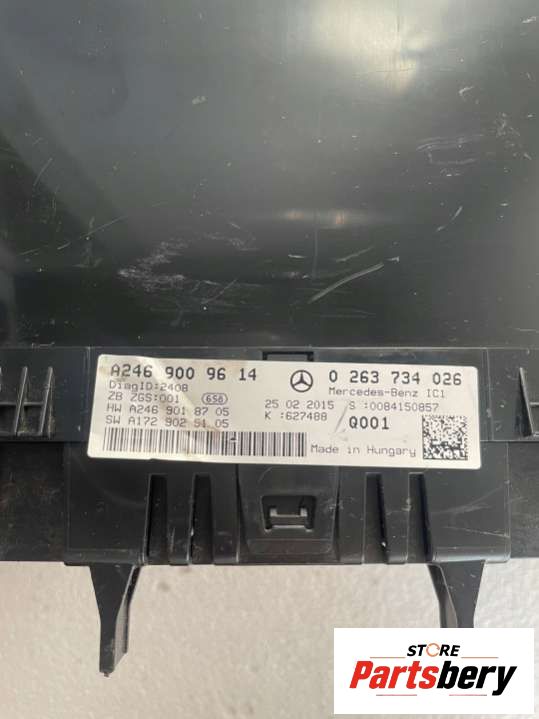 A246 900 96 14 0 263 734 026
DiagID:240B Mercedes-Benz IC1
ZB ZGS:001 658 25 02 2015 S :0084150857
HW A246 901 87 05 K :627488 Q001
SW A172 902 51 05
Made in Hungary
STORE
Partsbery